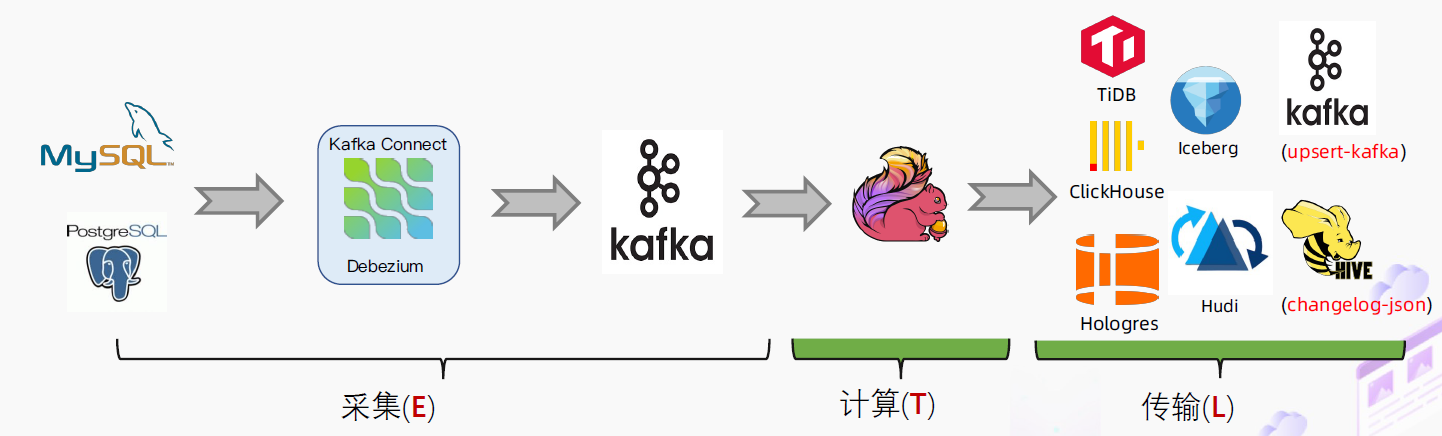 MySQL™
PostgreSQL
Kafka Connect
Debezium
kafka
TiDB
ClickHouse
Hologres
Iceberg
Hudi
kafka
(upsert-kafka)
HIVE
(changelog-json)
采集(E)
计算(T)
传输(L)